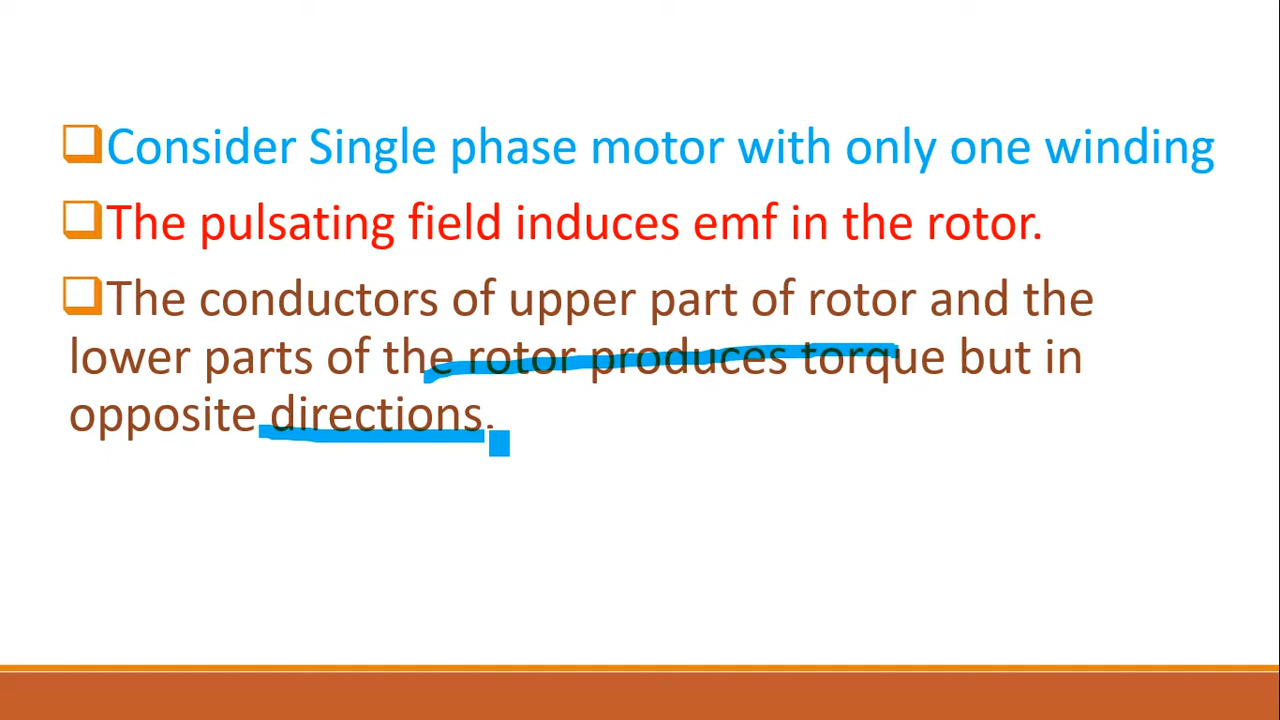 Consider Single phase motor with only one winding
The pulsating field induces emf in the rotor.
The conductors of upper part of rotor and the
lower parts of the rotor produces torque but in
opposite directions.